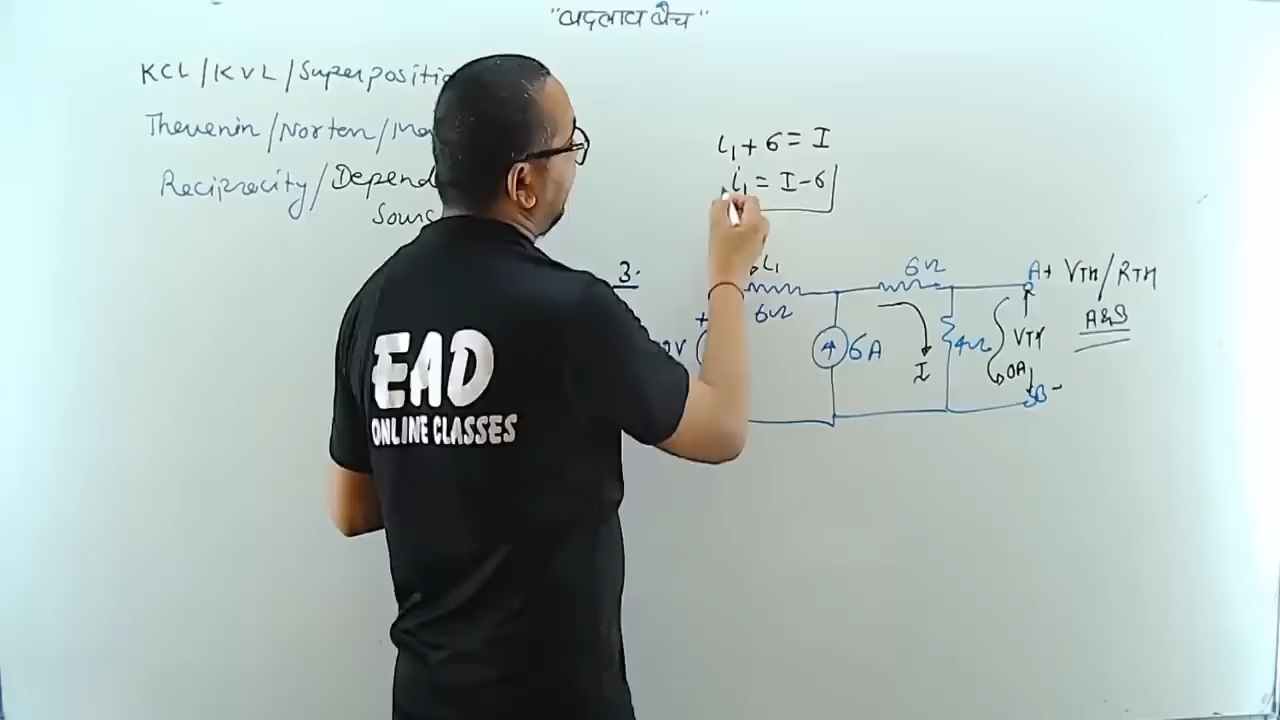 "बदलाव बैच"
KCL/KVL/Superpositi
Thevenin/Norton/Ma
Reciprocity/Depend
Sour
i₁ + 6 = I
i₁ = I - 6
3.
i₁
6Ω
6Ω
A+ VTH/RTH
A&B
+
V
6A
I
4Ω
VTH
0A
B -
EAD
ONLINE CLASSES